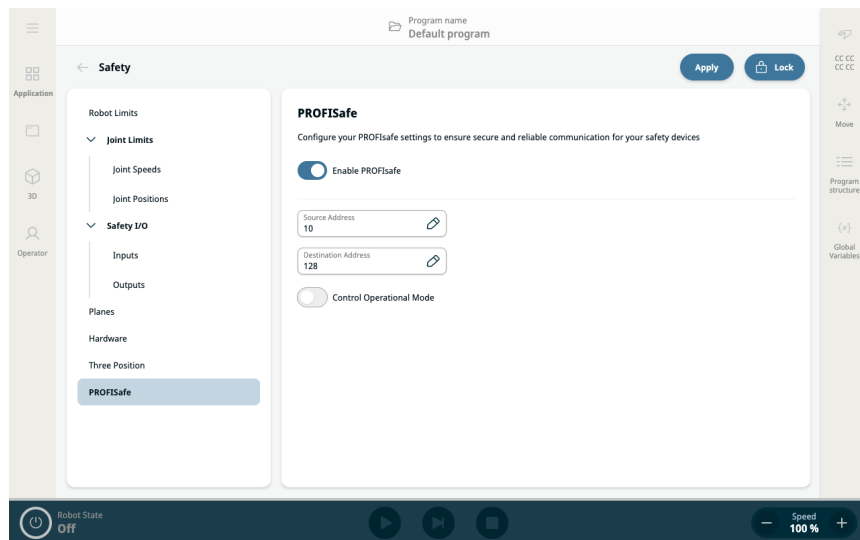 Program name
Default program
Safety
Apply
Lock
CC CC
CC CC
Application
Move
3D
Program
structure
Operator
{x}
Global
Variables
Robot Limits
Joint Limits
Joint Speeds
Joint Positions
Safety I/O
Inputs
Outputs
Planes
Hardware
Three Position
PROFISafe
PROFISafe
Configure your PROFIsafe settings to ensure secure and reliable communication for your safety devices
Enable PROFIsafe
Source Address
10
Destination Address
128
Control Operational Mode
Robot State
Off
Speed
100 %